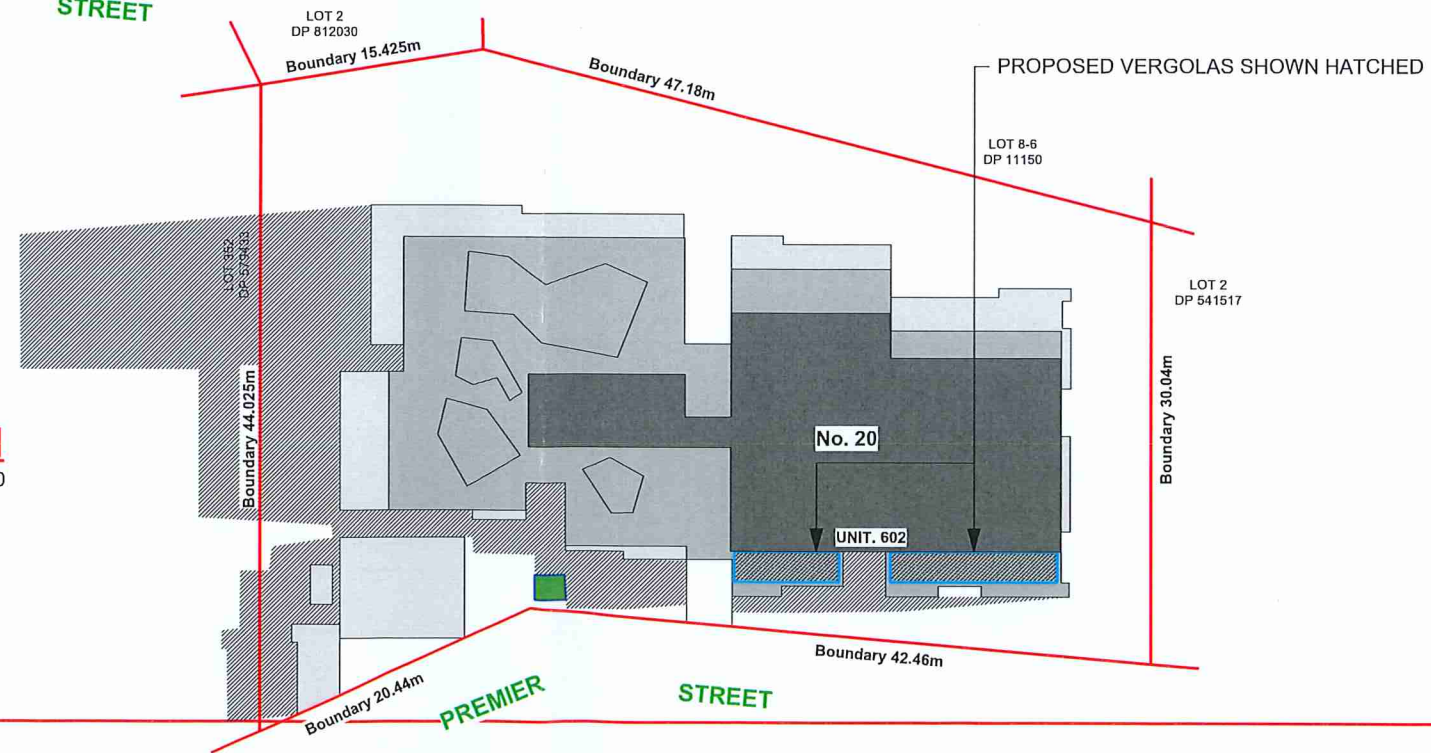 STREET
LOT 2
DP 812030
Boundary 15.425m
Boundary 47.18m
PROPOSED VERGOLAS SHOWN HATCHED
LOT 8-6
DP 11150
LOT 352
DP 579433
LOT 2
DP 541517
Boundary 44.025m
Boundary 30.04m
No. 20
UNIT. 602
Boundary 42.46m
Boundary 20.44m
PREMIER STREET